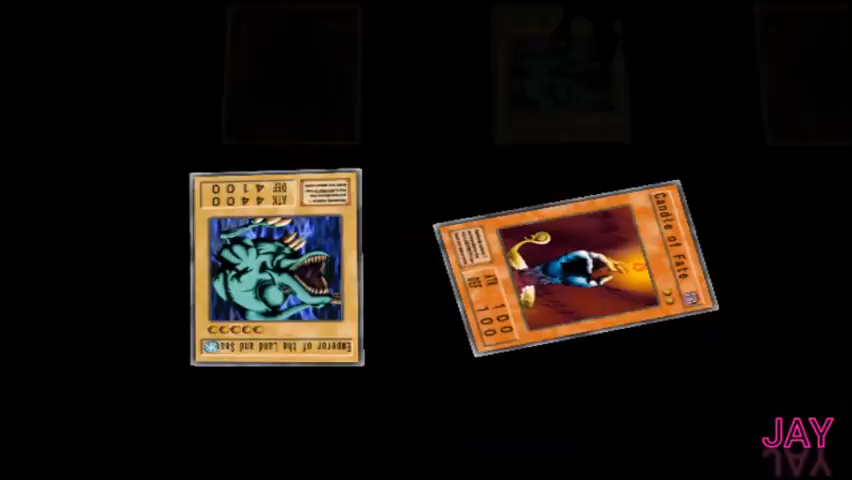 Emperor of the Land and Sea
ATK 4400
DEF 4100
Candle of Fate
ATK 100
DEF 100
JAY